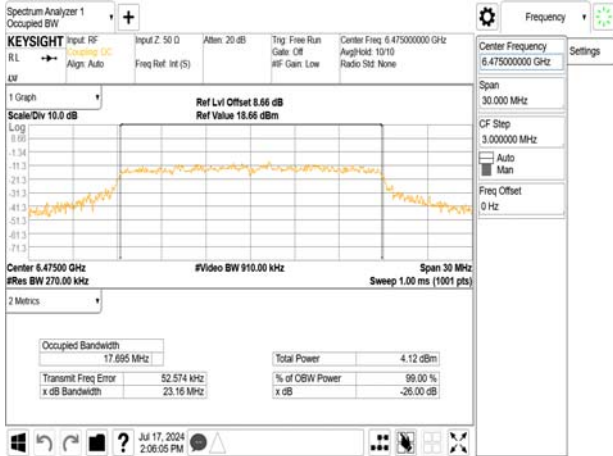 Spectrum Analyzer 1
Occupied BW
+
KEYSIGHT
RL
Input: RF
Coupling: DC
Align: Auto
Input Z: 50 Ω
Freq Ref: Int (S)
Atten: 20 dB
Trig: Free Run
Gate: Off
#IF Gain: Low
Center Freq: 6.475000000 GHz
Avg|Hold: 10/10
Radio Std: None
1 Graph
Scale/Div 10.0 dB
Ref Lvl Offset 8.66 dB
Ref Value 18.66 dBm
Log
8.66
-1.34
-11.3
-21.3
-31.3
-41.3
-51.3
-61.3
-71.3
Center 6.47500 GHz
#Res BW 270.00 kHz
#Video BW 910.00 kHz
Span 30 MHz
Sweep 1.00 ms (1001 pts)
2 Metrics
Occupied Bandwidth
17.695 MHz
Total Power 4.12 dBm
Transmit Freq Error 52.574 kHz
% of OBW Power 99.00 %
x dB Bandwidth 23.16 MHz
x dB -26.00 dB
?
Jul 17, 2024
2:06:05 PM
Frequency
Center Frequency
6.475000000 GHz
Settings
Span
30.000 MHz
CF Step
3.000000 MHz
Auto
Man
Freq Offset
0 Hz